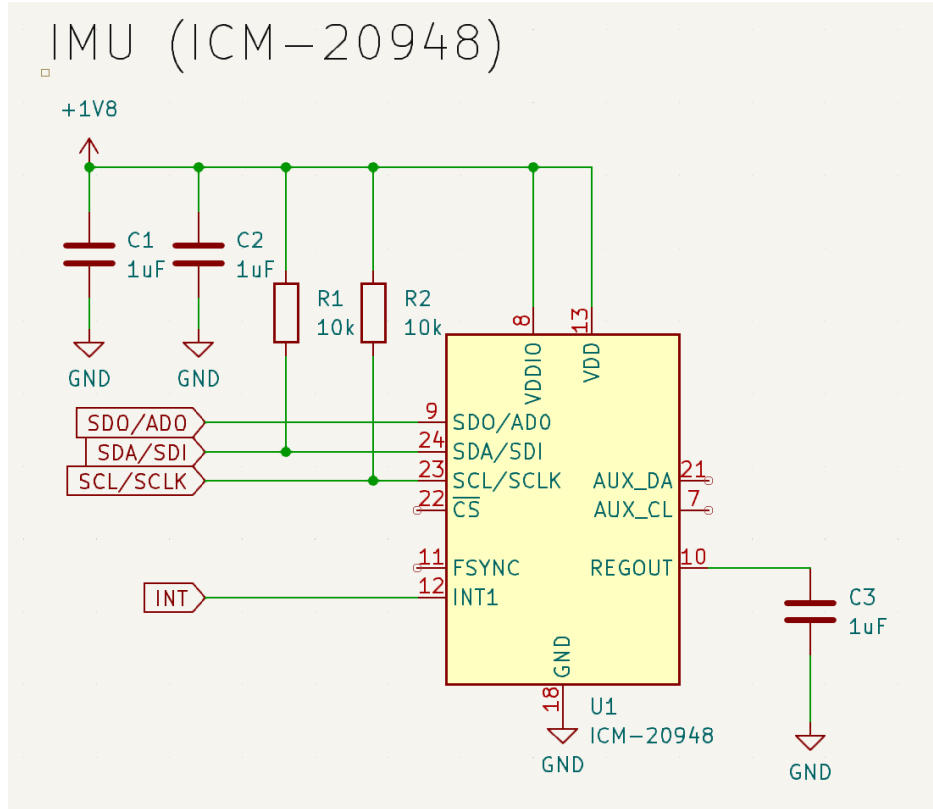 IMU (ICM-20948)
+1V8
C1
1uF
C2
1uF
R1
10k
R2
10k
GND
GND
8
13
VDDIO
VDD
SDO/AD0
9
SDO/AD0
SDA/SDI
24
SDA/SDI
SCL/SCLK
23
SCL/SCLK
22
CS
AUX_DA
21
AUX_CL
7
11
FSYNC
REGOUT
10
INT
12
INT1
C3
1uF
GND
18
U1
ICM-20948
GND
GND